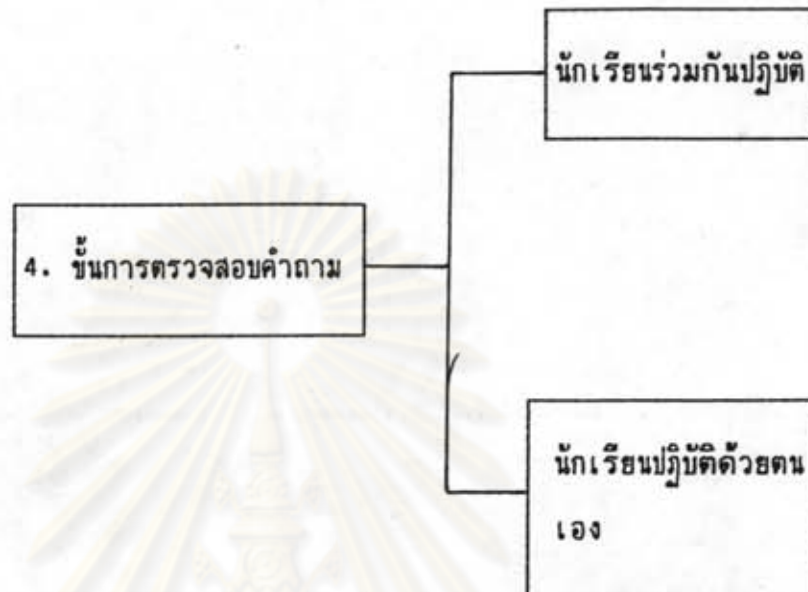 นักเรียนร่วมกันปฏิบัติ
4. ขั้นการตรวจสอบคำถาม
นักเรียนปฏิบัติด้วยตน
เอง